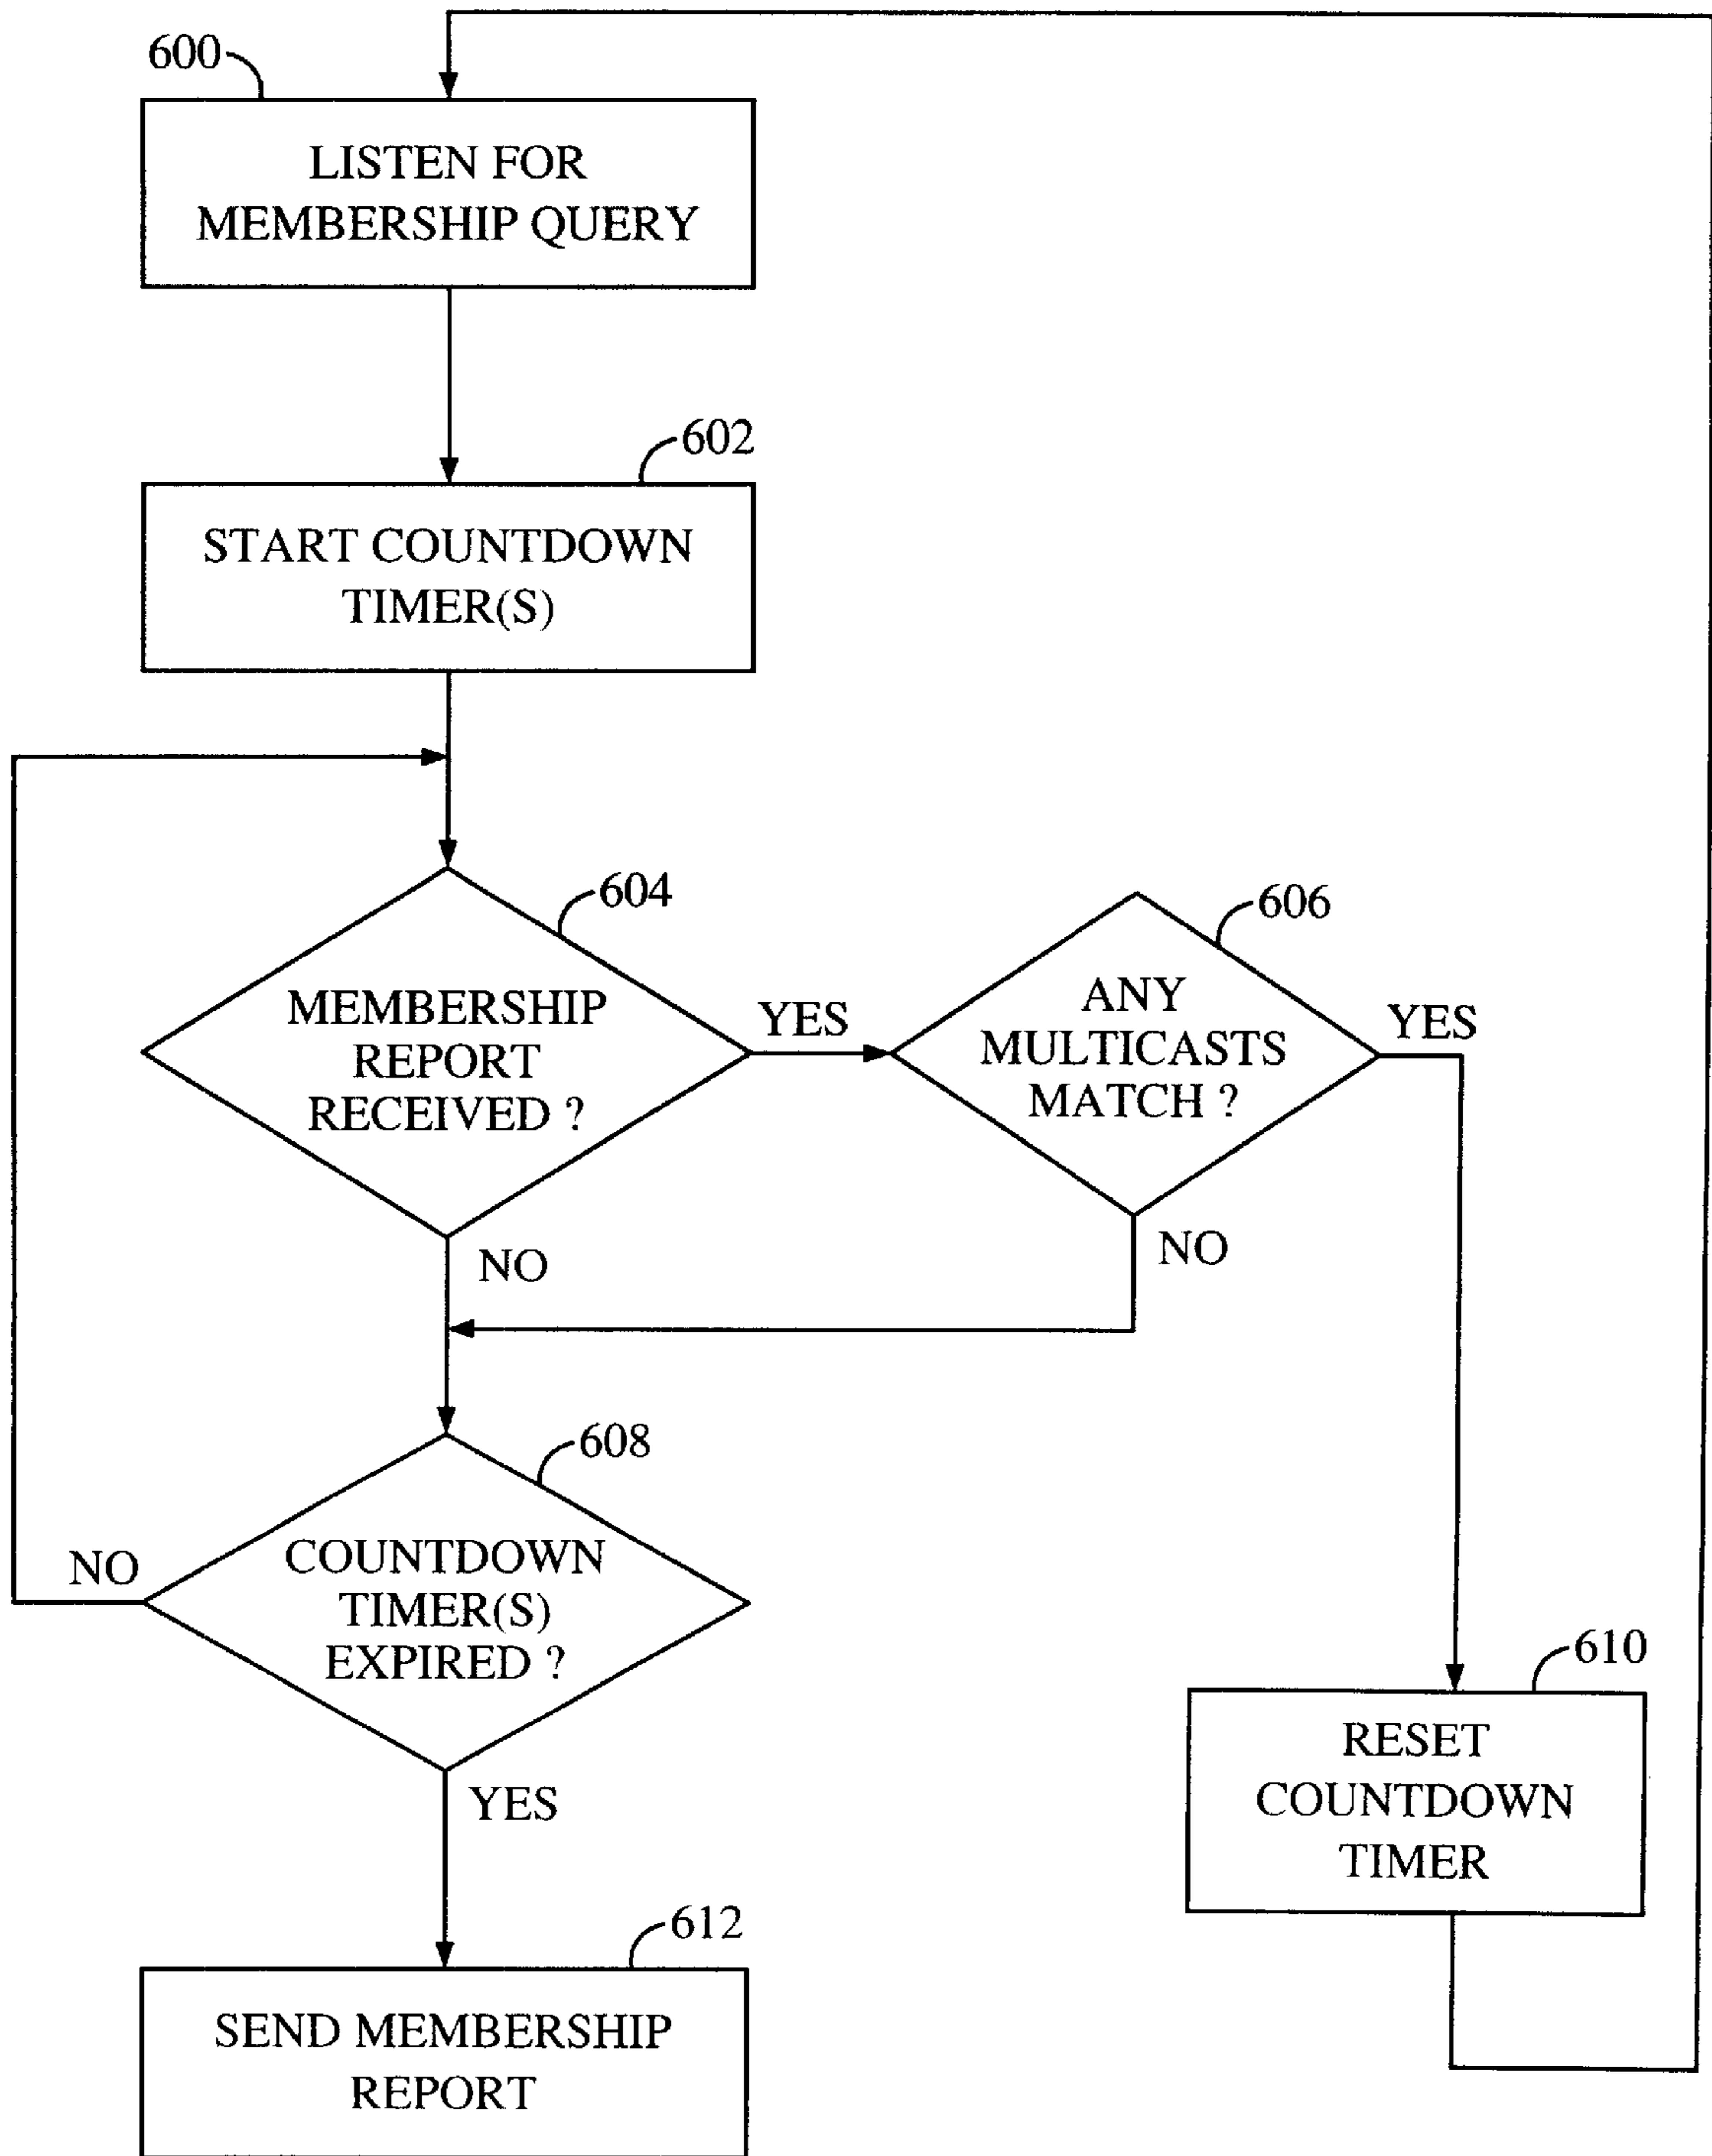 600
LISTEN FOR
MEMBERSHIP QUERY
602
START COUNTDOWN
TIMER(S)
604
MEMBERSHIP
REPORT
RECEIVED ?
YES
NO
606
ANY
MULTICASTS
MATCH ?
YES
NO
608
COUNTDOWN
TIMER(S)
EXPIRED ?
NO
YES
610
RESET
COUNTDOWN
TIMER
612
SEND MEMBERSHIP
REPORT